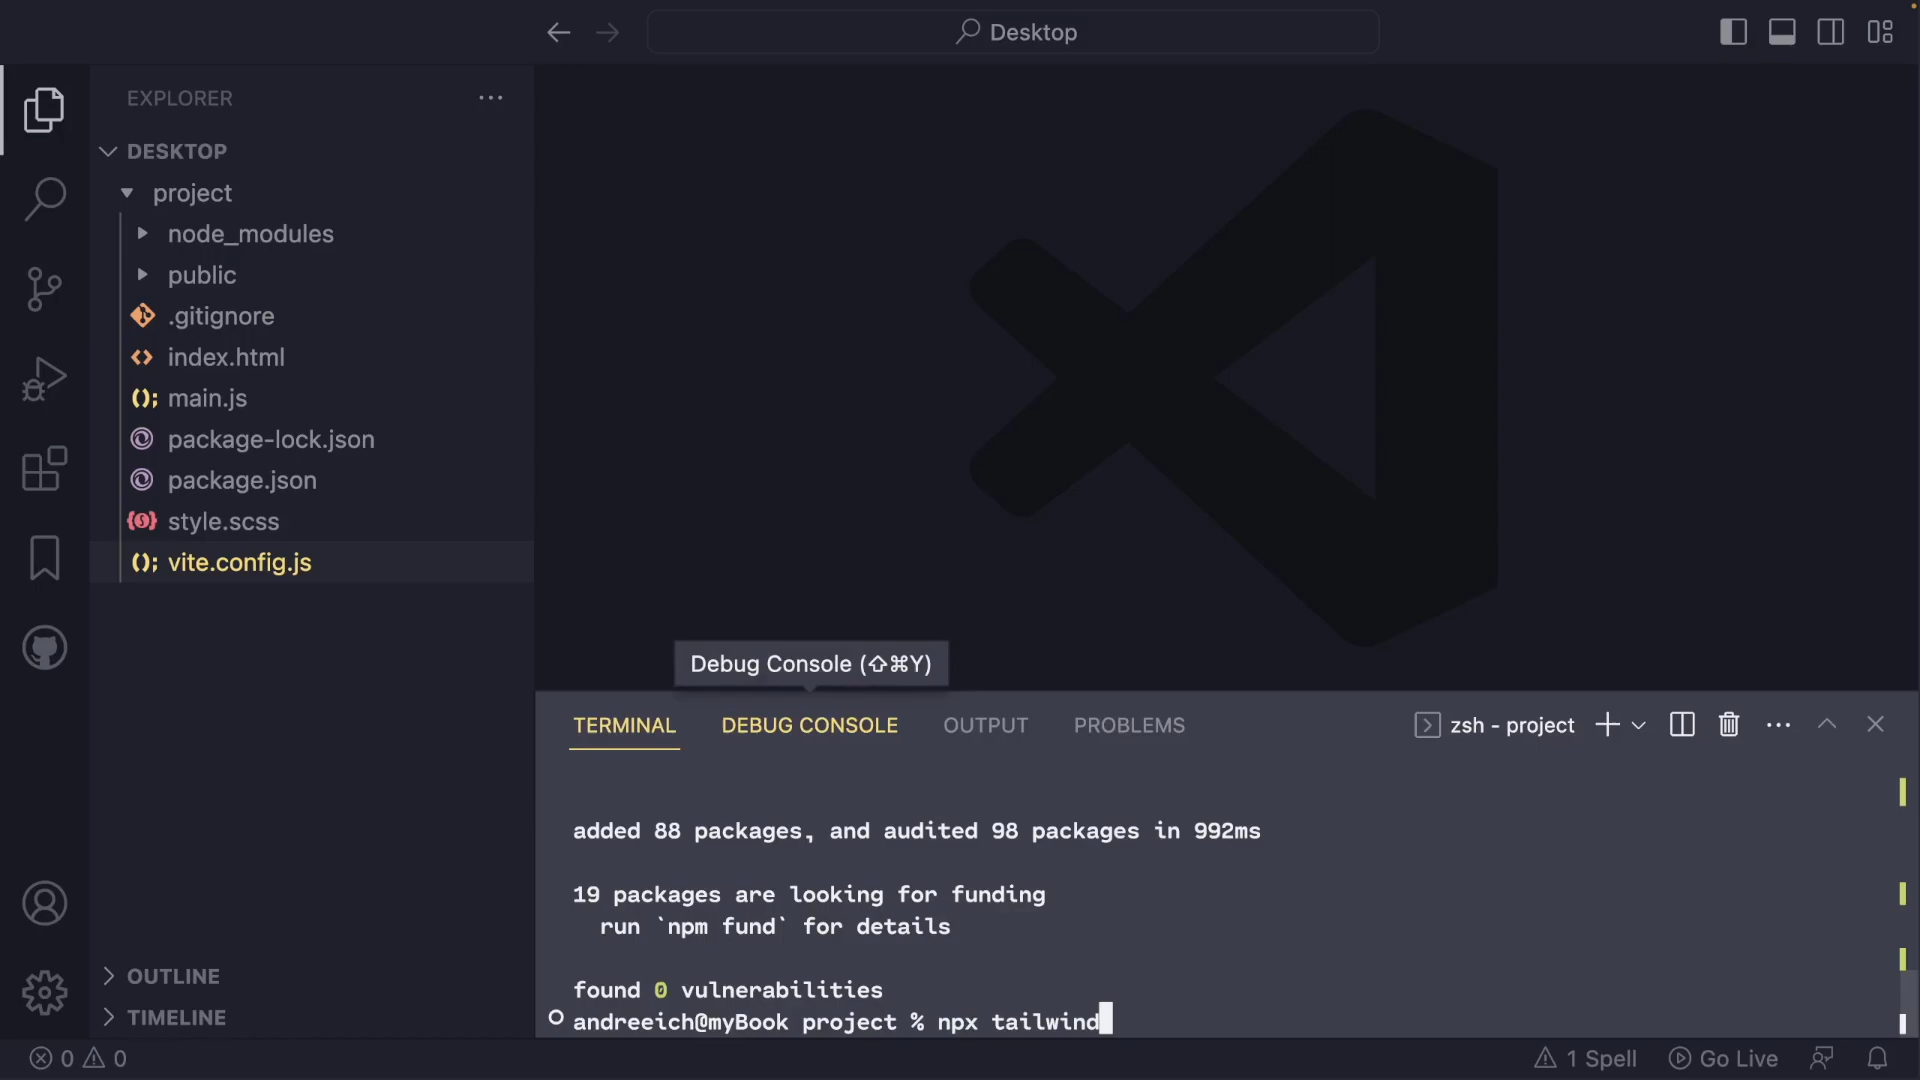 Desktop
EXPLORER
DESKTOP
project
node_modules
public
.gitignore
index.html
main.js
package-lock.json
package.json
style.scss
vite.config.js
OUTLINE
TIMELINE
Debug Console (⇧⌘Y)
TERMINAL DEBUG CONSOLE OUTPUT PROBLEMS zsh - project
added 88 packages, and audited 98 packages in 992ms
19 packages are looking for funding
run `npm fund` for details
found 0 vulnerabilities
andreeich@myBook project % npx tailwind
0 0 1 Spell Go Live